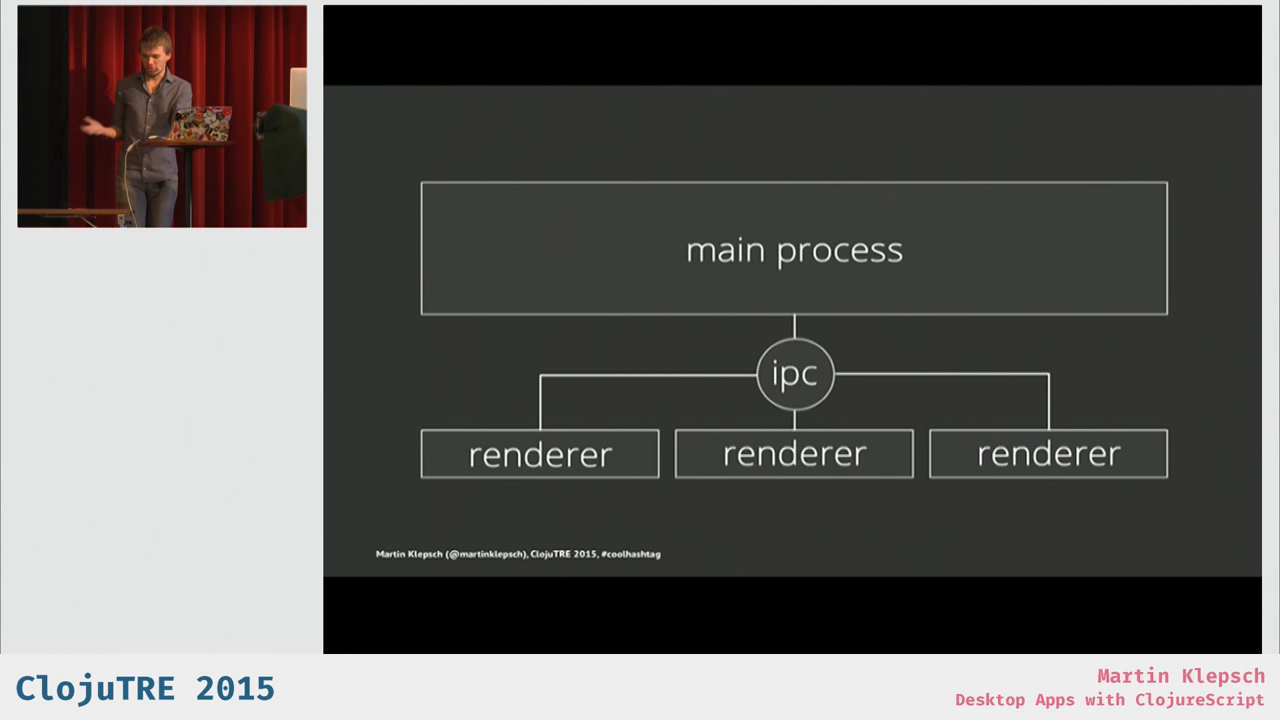 main process
ipc
renderer renderer renderer
Martin Klepsch (@martinklepsch), ClojuTRE 2015, #coolhashtag
ClojuTRE 2015
Martin Klepsch
Desktop Apps with ClojureScript